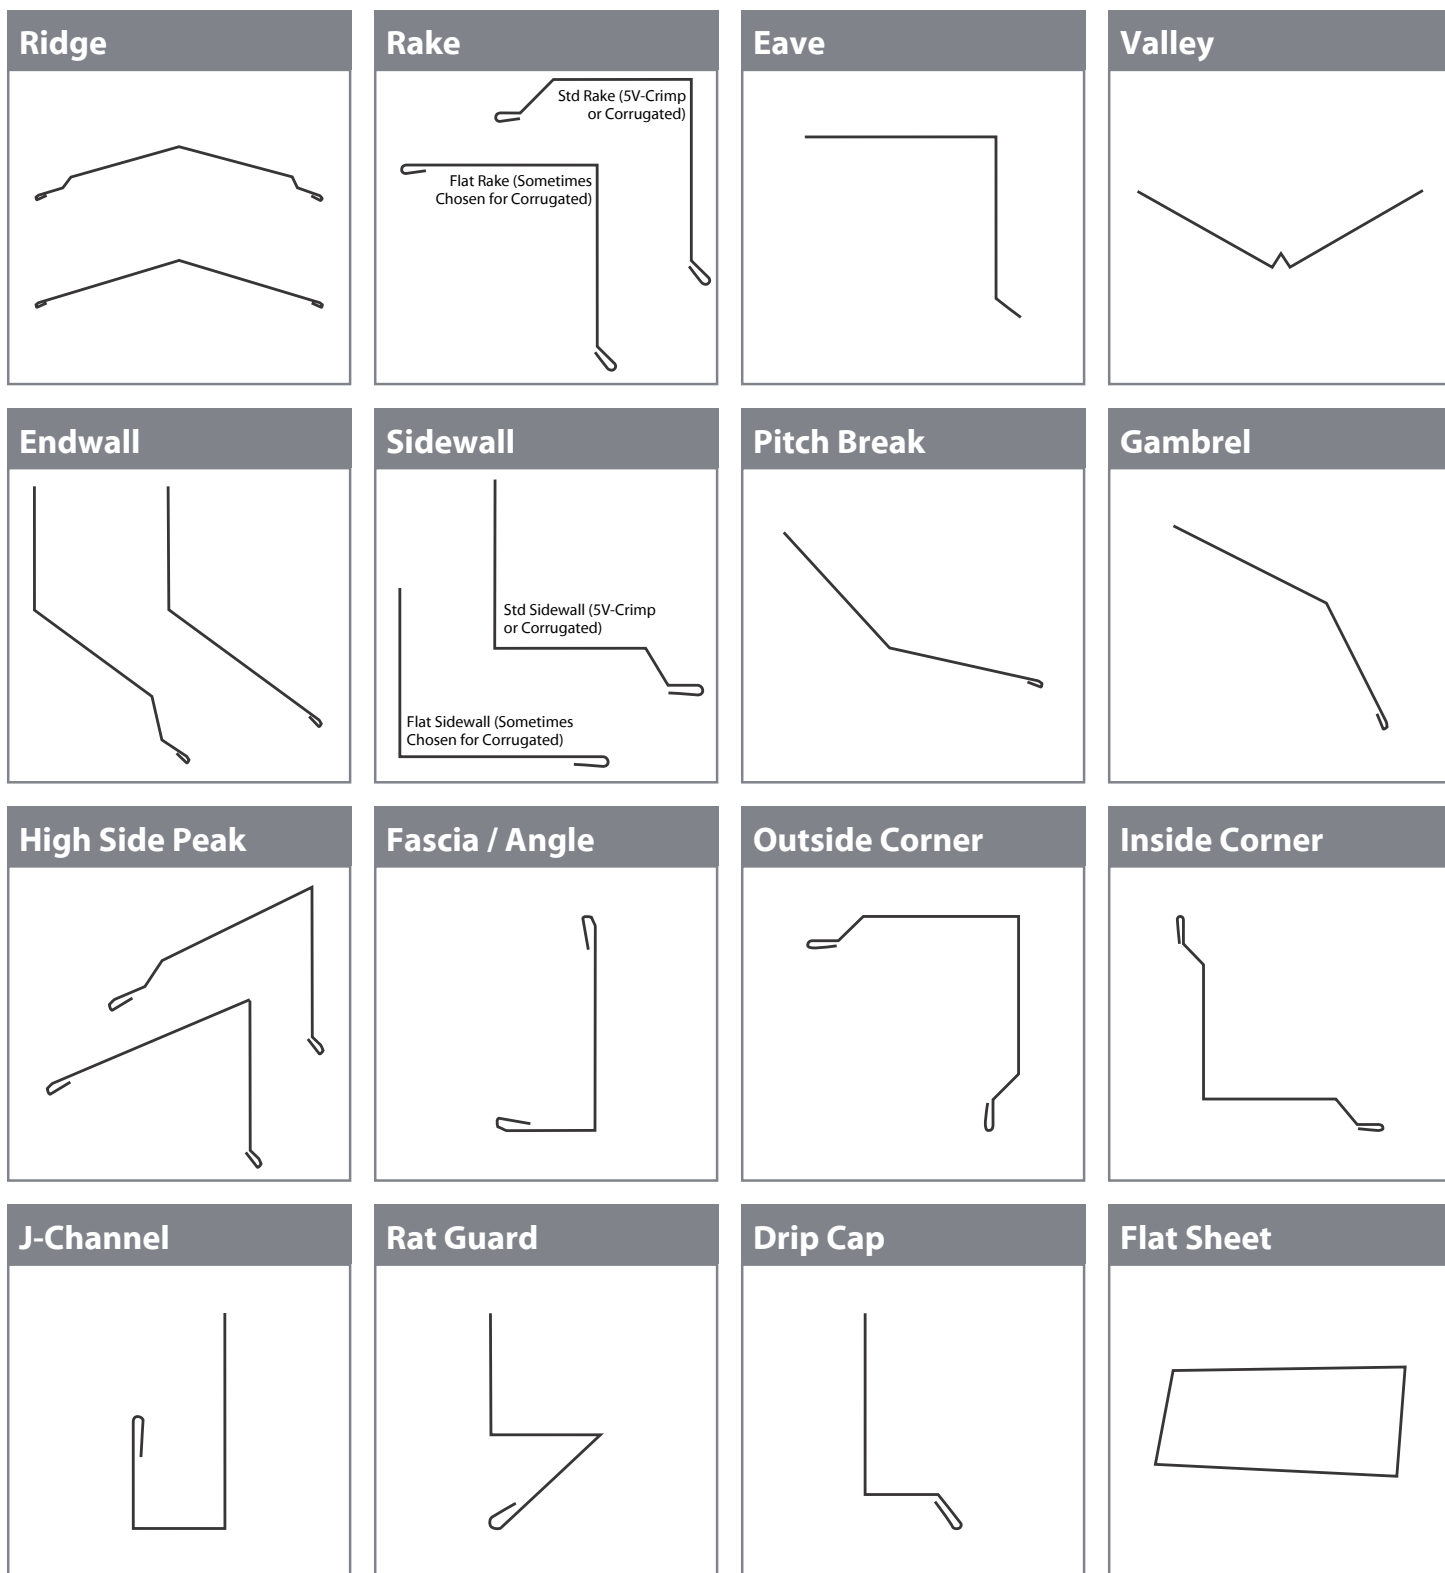 Ridge
Rake
Eave
Valley
Std Rake (5V-Crimp
or Corrugated)
Flat Rake (Sometimes
Chosen for Corrugated)
Endwall
Sidewall
Pitch Break
Gambrel
Std Sidewall (5V-Crimp
or Corrugated)
Flat Sidewall (Sometimes
Chosen for Corrugated)
High Side Peak
Fascia / Angle
Outside Corner
Inside Corner
J-Channel
Rat Guard
Drip Cap
Flat Sheet